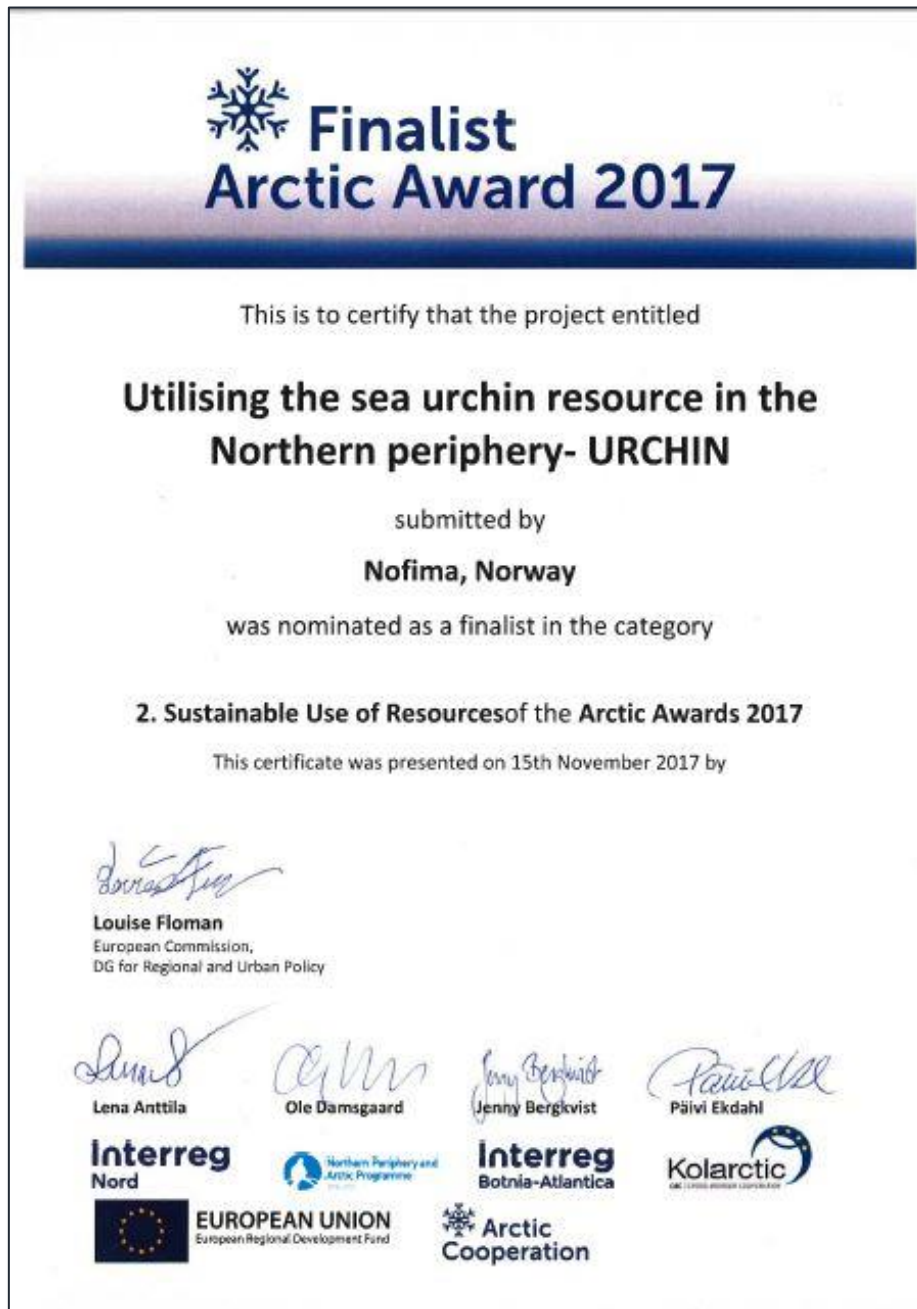 Finalist
Arctic Award 2017
This is to certify that the project entitled
Utilising the sea urchin resource in the
Northern periphery- URCHIN
submitted by
Nofima, Norway
was nominated as a finalist in the category
2. Sustainable Use of Resourcesof the Arctic Awards 2017
This certificate was presented on 15th November 2017 by
Louise Floman
European Commission,
DG for Regional and Urban Policy
Lena Anttila
Ole Damsgaard
Jenny Bergkvist
Päivi Ekdahl
Interreg
Nord
Northern Periphery and
Arctic Programme
Interreg
Botnia-Atlantica
Kolarctic
CBC CROSS-BORDER COOPERATION
EUROPEAN UNION
European Regional Development Fund
Arctic
Cooperation